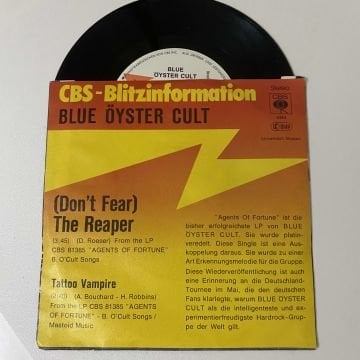 BLUE
ÖYSTER CULT
CBS-Blitzinformation
BLUE ÖYSTER CULT
Stereo
CBS
(Don't Fear)
The Reaper
(3,45) (D. Roeser) From the LP
CBS 81385 "AGENTS OF FORTUNE"
B. O'Cult Songs
Tattoo Vampire
(A. Bouchard - H. Robbins)
From the LP CBS 81385 "AGENTS
OF FORTUNE" - B. O'Cult Songs /
Mastoid Music
"Agents Of Fortune" ist die
bisher erfolgreichste LP von BLUE
ÖYSTER CULT. Sie wurde platin-
veredelt. Diese Single ist eine Aus-
koppelung daraus. Sie wurde zu einer
Art Erkennungsmelodie für die Gruppe.
Diese Wiederveröffentlichung ist auch
eine Erinnerung an die Deutschland-
Tournee im Mai, die den deutschen
Fans klarlegte, warum BLUE ÖYSTER
CULT als die intelligenteste und ex-
perimentierfreudigste Hardrock-Grup-
pe der Welt gilt.